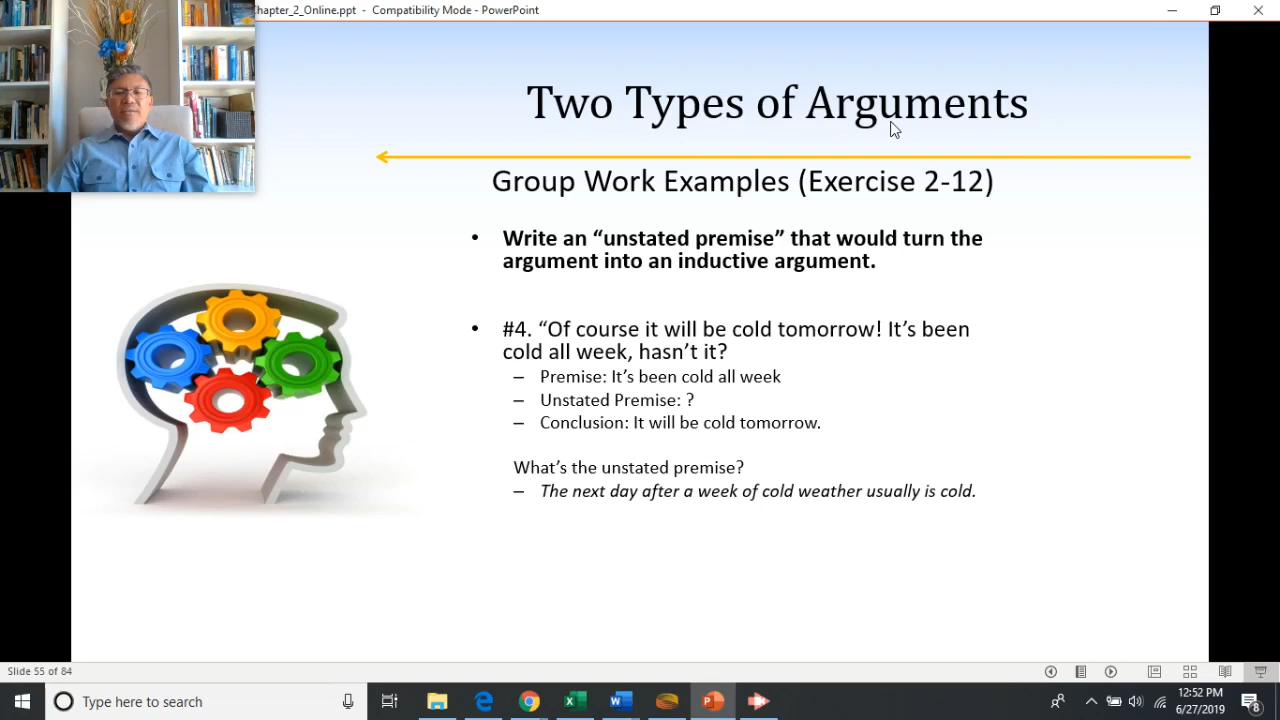 Chapter_2_Online.ppt - Compatibility Mode - PowerPoint
Two Types of Arguments
Group Work Examples (Exercise 2-12)
• Write an “unstated premise” that would turn the
argument into an inductive argument.
• #4. “Of course it will be cold tomorrow! It’s been
cold all week, hasn’t it?
– Premise: It’s been cold all week
– Unstated Premise: ?
– Conclusion: It will be cold tomorrow.
What’s the unstated premise?
– The next day after a week of cold weather usually is cold.
Slide 55 of 84
Type here to search
12:52 PM
6/27/2019
8